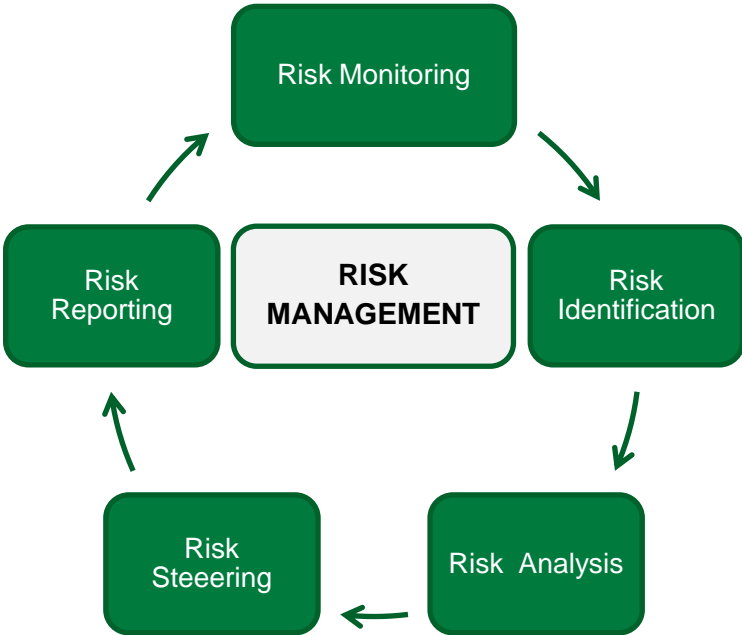 Risk Monitoring
Risk
Reporting
RISK
MANAGEMENT
Risk
Identification
Risk
Steeering
Risk  Analysis